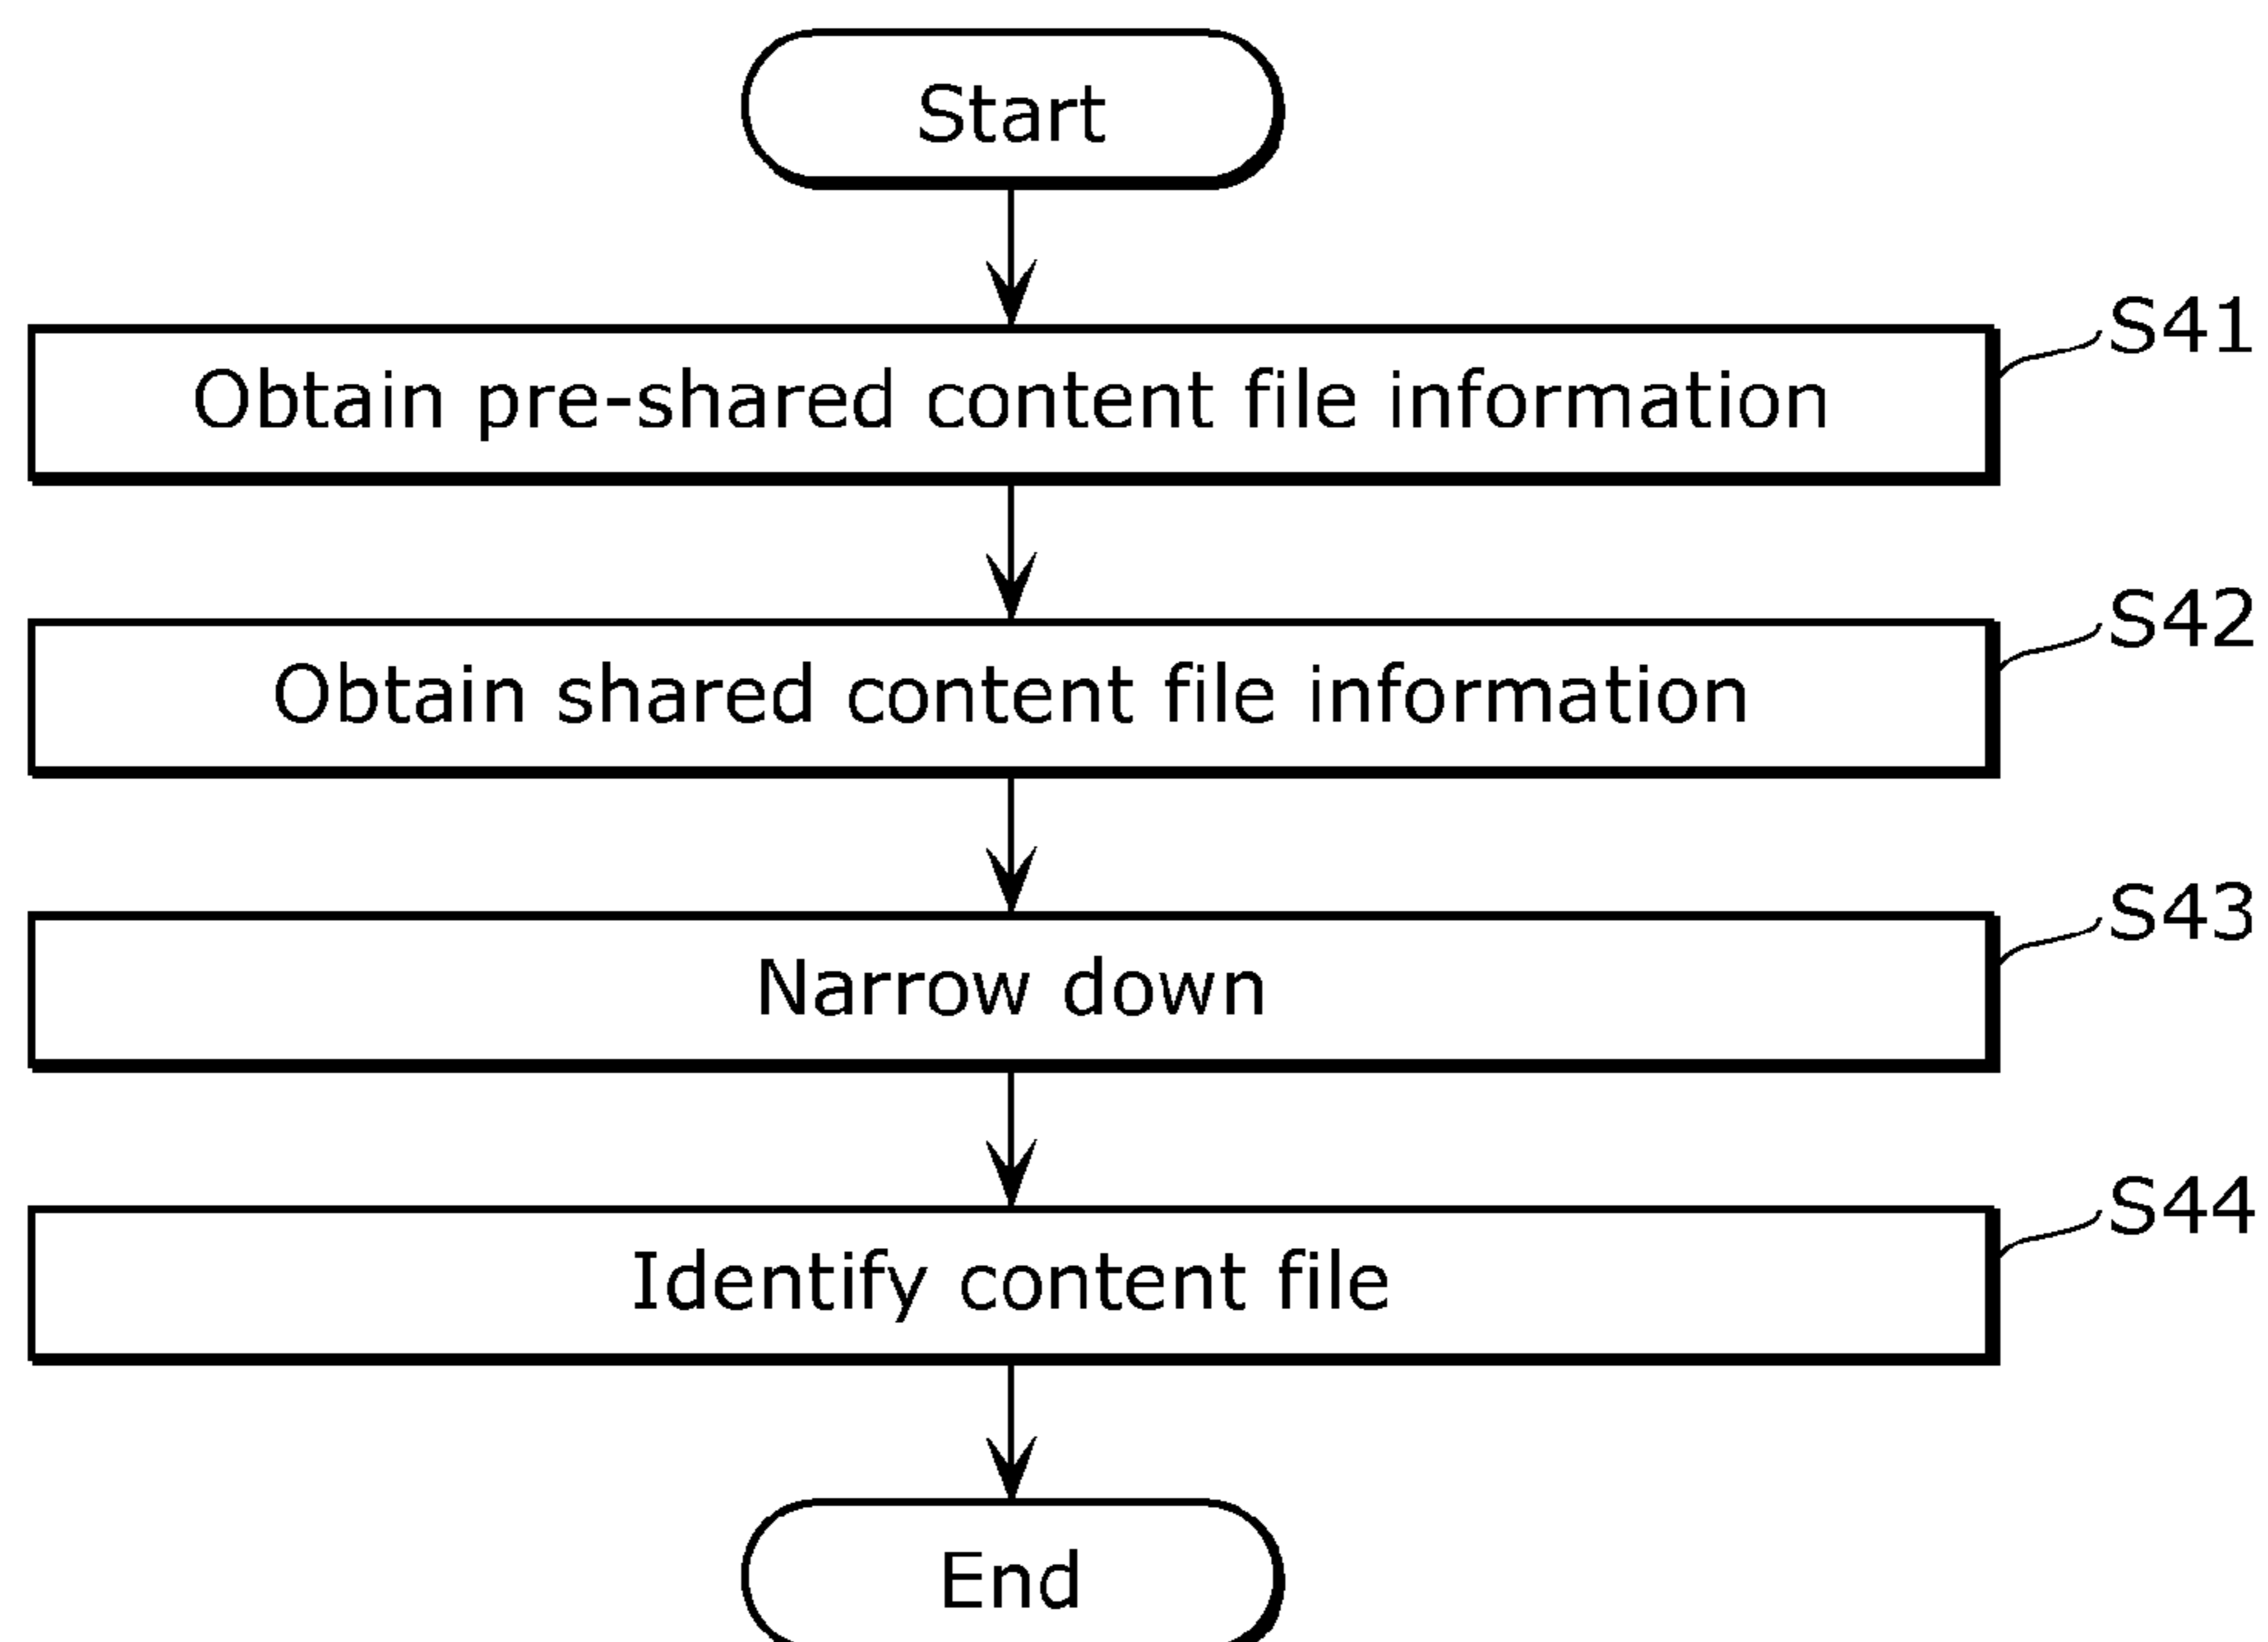 Start
S41
Obtain pre-shared content file information
S42
Obtain shared content file information
S43
Narrow down
S44
Identify content file
End